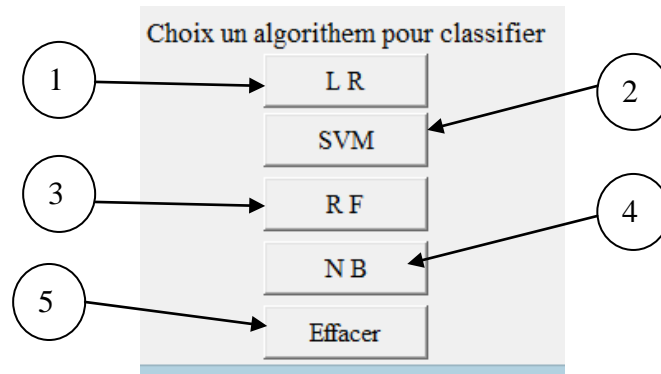 Choix un algorithem pour classifier
1
L R
2
SVM
3
R F
4
N B
5
Effacer